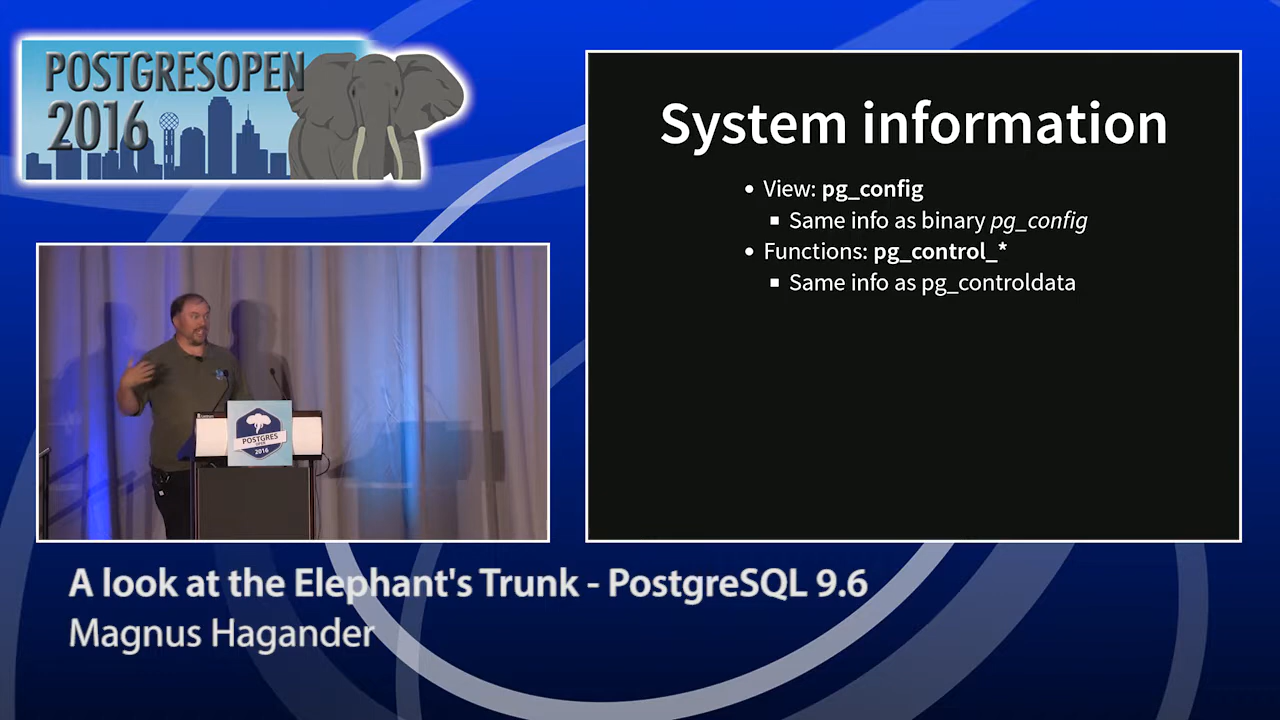 POSTGRESOPEN
2016
System information
View: pg_config
Same info as binary pg_config
Functions: pg_control_*
Same info as pg_controldata
POSTGRES
OPEN
2016
A look at the Elephant's Trunk - PostgreSQL 9.6
Magnus Hagander